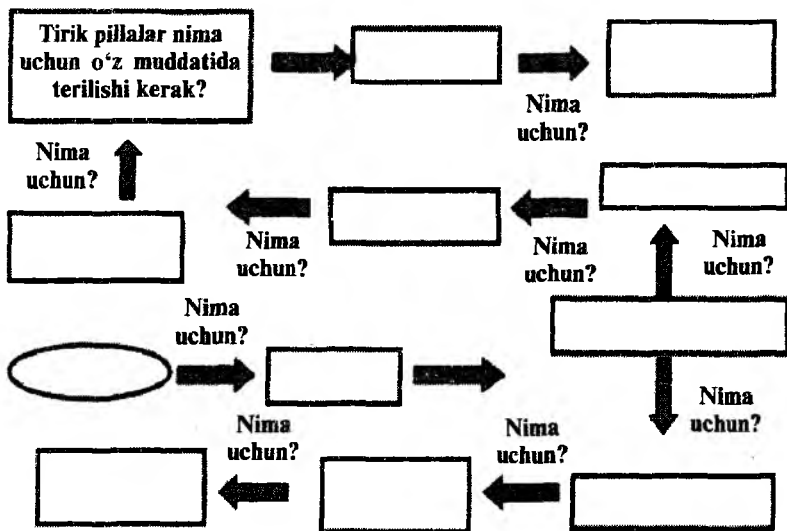 Tirik pillalar nima
uchun o‘z muddatida
terilishi kerak?
Nima
uchun?
Nima
uchun?
Nima
uchun?
Nima
uchun?
Nima
uchun?
Nima
uchun?
Nima
uchun?
Nima
uchun?
Nima
uchun?